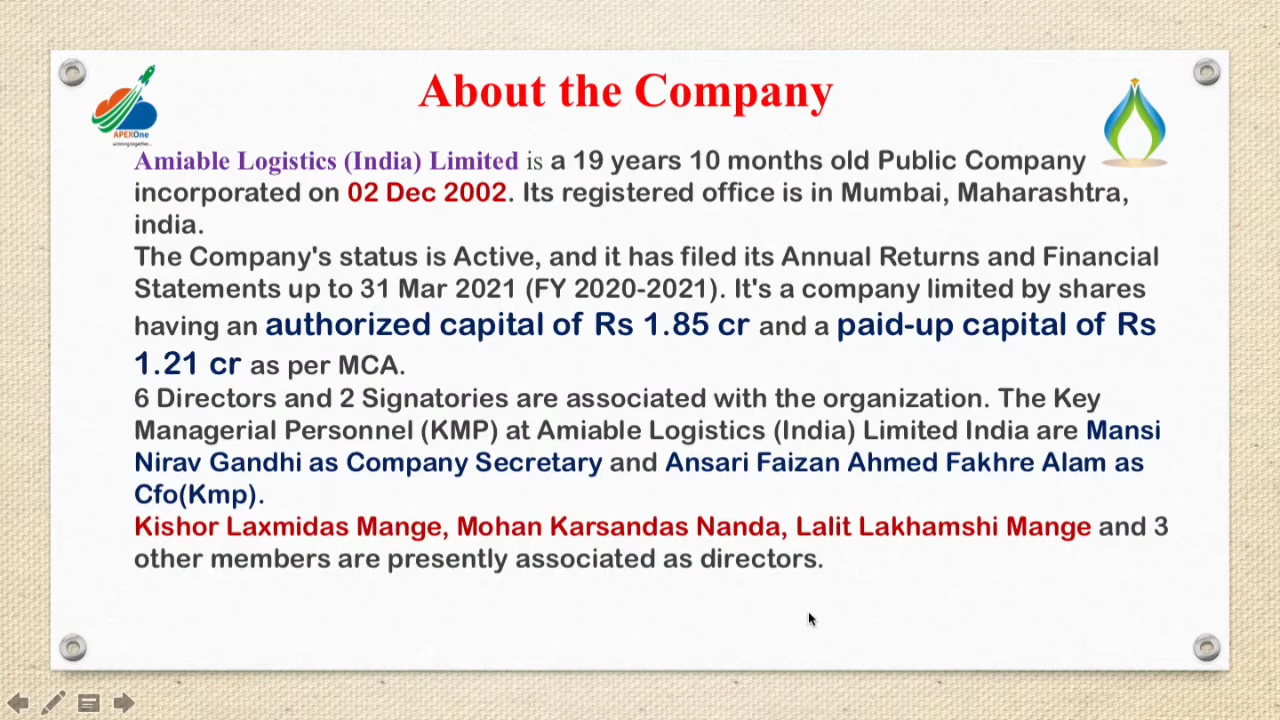 About the Company
APEXOne
winning together...
Amiable Logistics (India) Limited is a 19 years 10 months old Public Company
incorporated on 02 Dec 2002. Its registered office is in Mumbai, Maharashtra,
india.
The Company's status is Active, and it has filed its Annual Returns and Financial
Statements up to 31 Mar 2021 (FY 2020-2021). It's a company limited by shares
having an authorized capital of Rs 1.85 cr and a paid-up capital of Rs
1.21 cr as per MCA.
6 Directors and 2 Signatories are associated with the organization. The Key
Managerial Personnel (KMP) at Amiable Logistics (India) Limited India are Mansi
Nirav Gandhi as Company Secretary and Ansari Faizan Ahmed Fakhre Alam as
Cfo(Kmp).
Kishor Laxmidas Mange, Mohan Karsandas Nanda, Lalit Lakhamshi Mange and 3
other members are presently associated as directors.